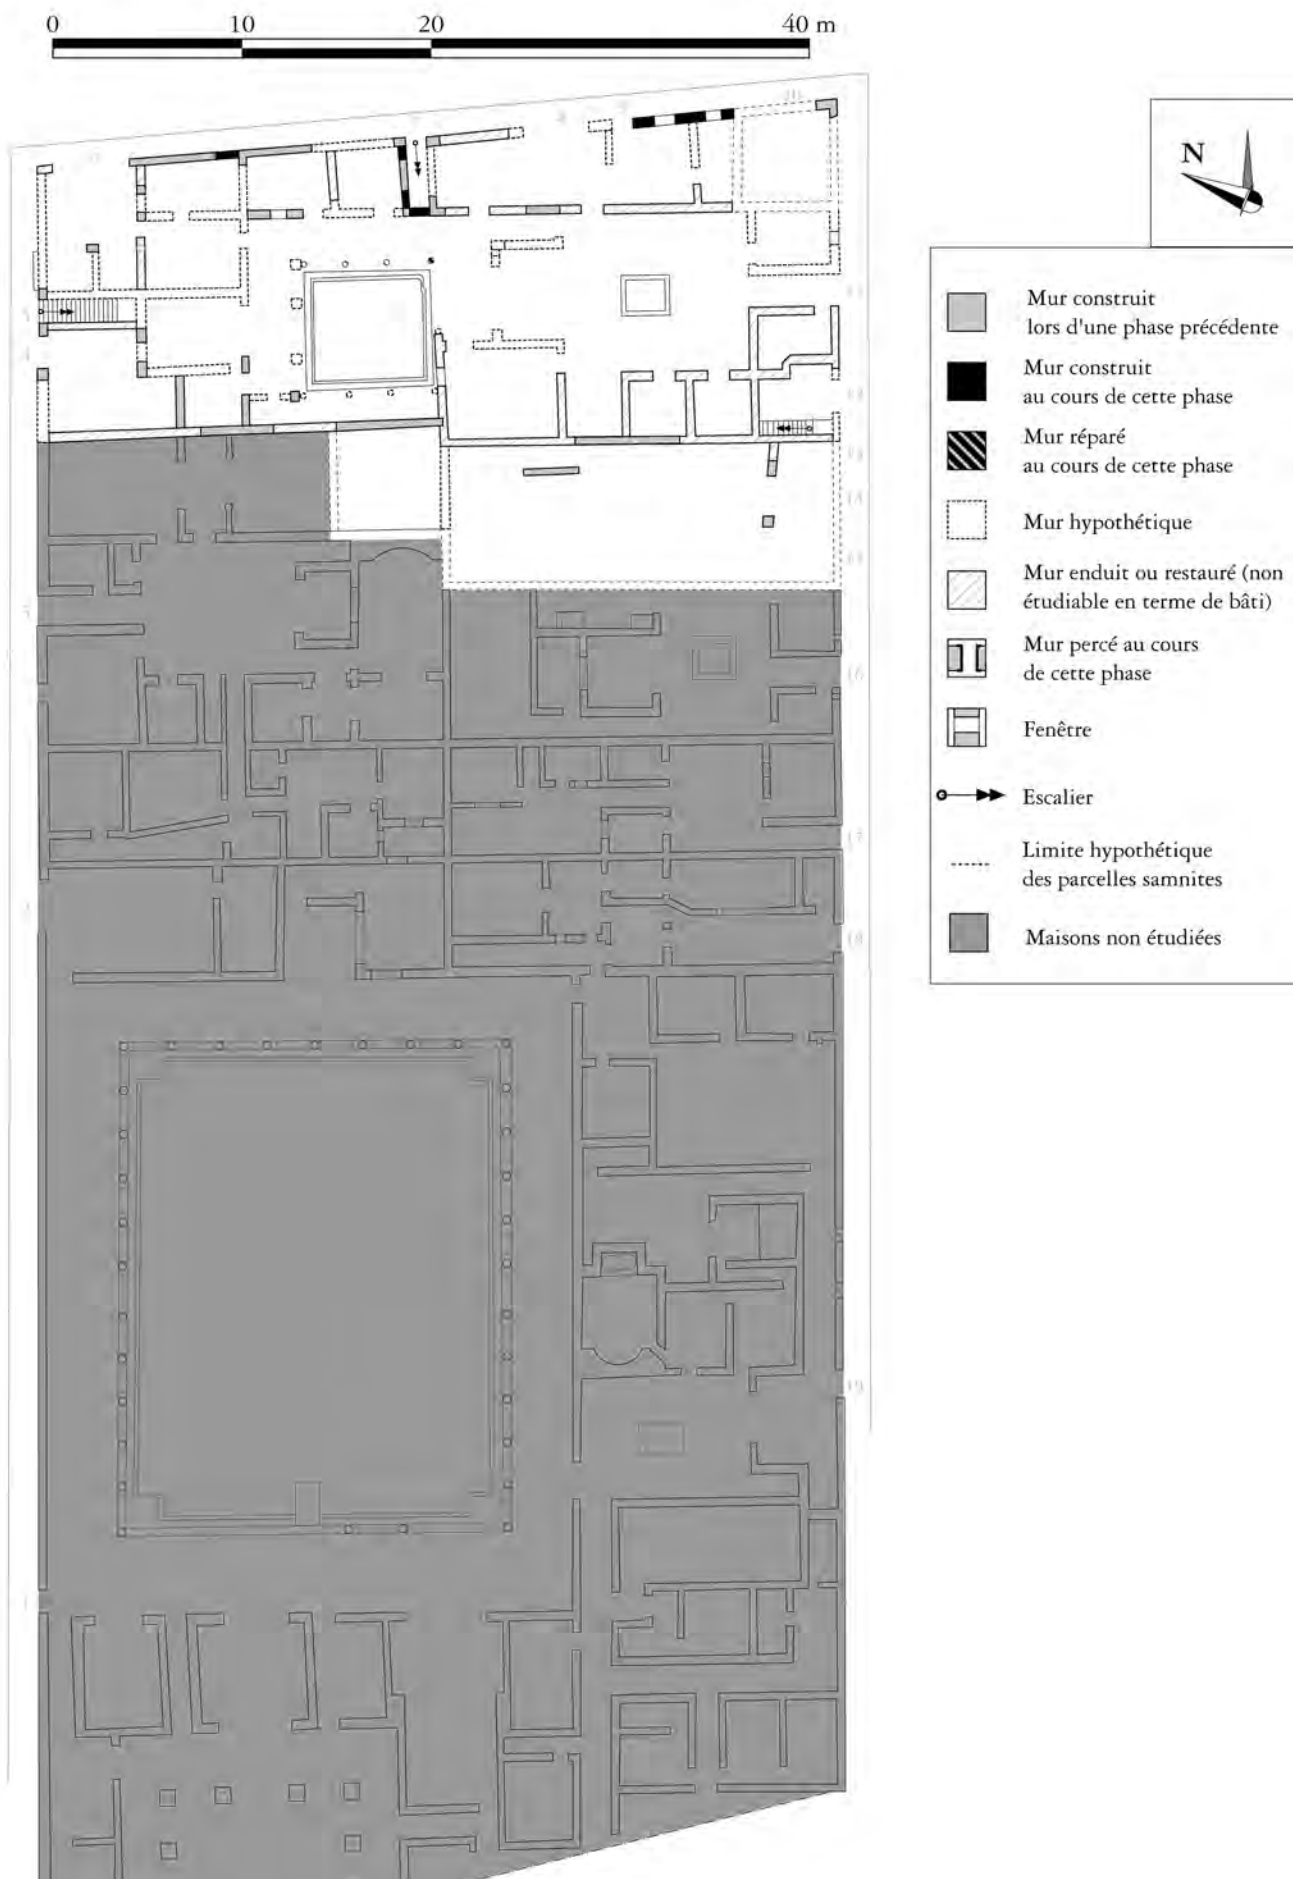 0 10 20 40 m
N
Mur construit
lors d'une phase précédente
Mur construit
au cours de cette phase
Mur réparé
au cours de cette phase
Mur hypothétique
Mur enduit ou restauré (non
étudiable en terme de bâti)
Mur percé au cours
de cette phase
Fenêtre
Escalier
Limite hypothétique
des parcelles samnites
Maisons non étudiées